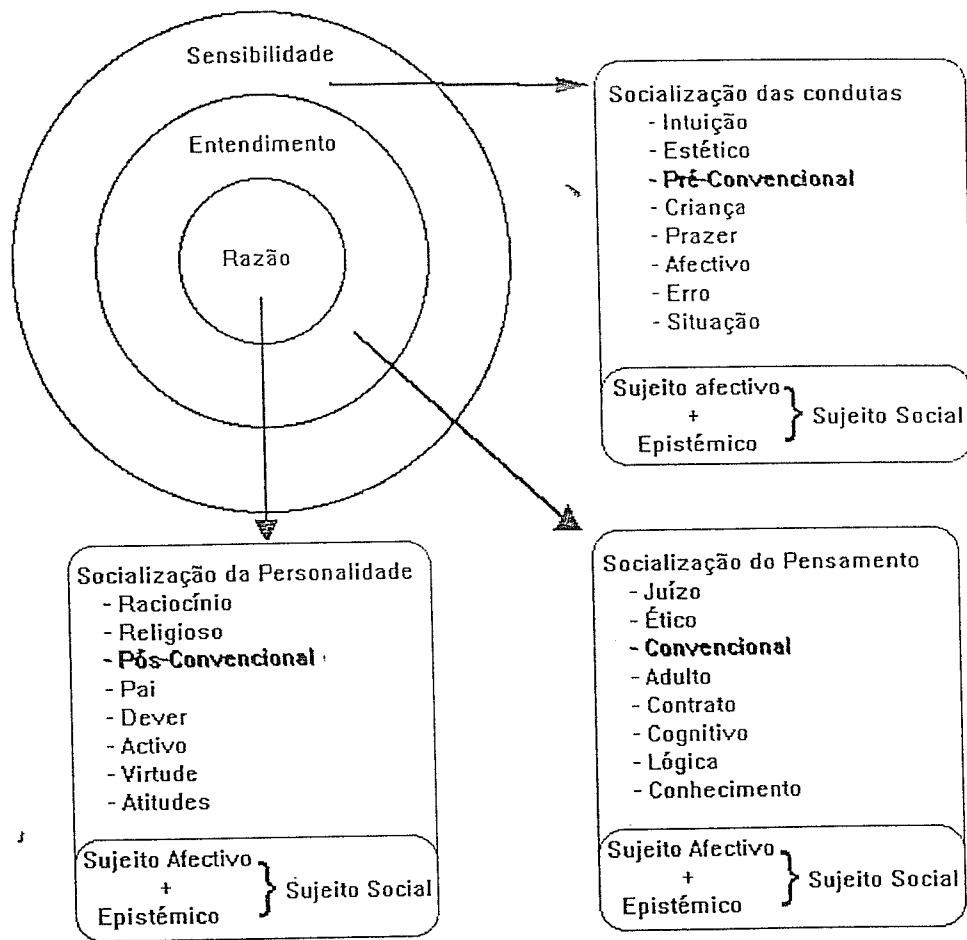 Sensibilidade
Entendimento
Razão
Socialização das condutas
- Intuição
- Estético
- Pré-Convencional
- Criança
- Prazer
- Afectivo
- Erro
- Situação
Sujeito afectivo
+
Epistémico
} Sujeito Social
Socialização da Personalidade
- Raciocínio
- Religioso
- Pós-Convencional
- Pai
- Dever
- Activo
- Virtude
- Atitudes
Sujeito Afectivo
+
Epistémico
} Sujeito Social
Socialização do Pensamento
- Juízo
- Ético
- Convencional
- Adulto
- Contrato
- Cognitivo
- Lógica
- Conhecimento
Sujeito Afectivo
+
Epistémico
} Sujeito Social